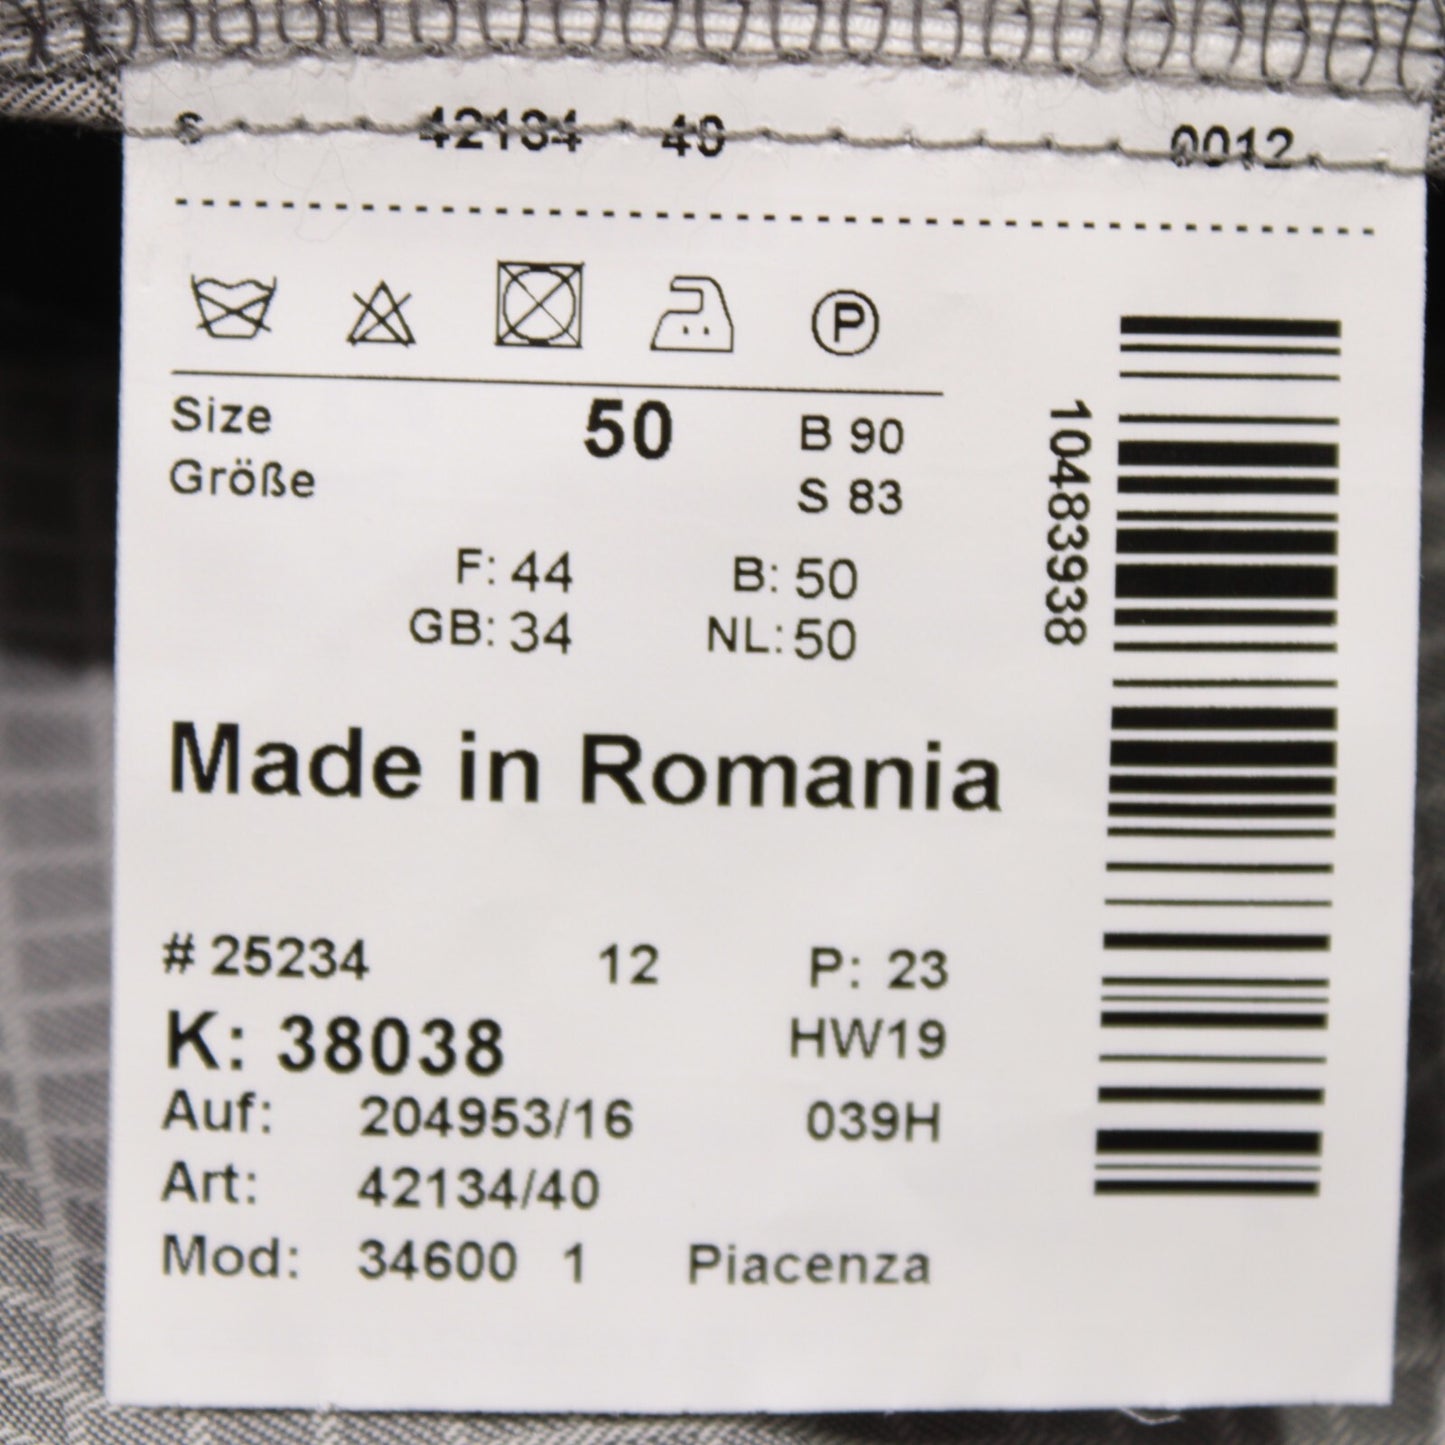 s 42134 40 0012
P
Size 50 B 90
Größe S 83
F: 44 B: 50
GB: 34 NL: 50
Made in Romania
# 25234 12 P: 23
K: 38038 HW19
Auf: 204953/16 039H
Art: 42134/40
Mod: 34600 1 Piacenza
10483938